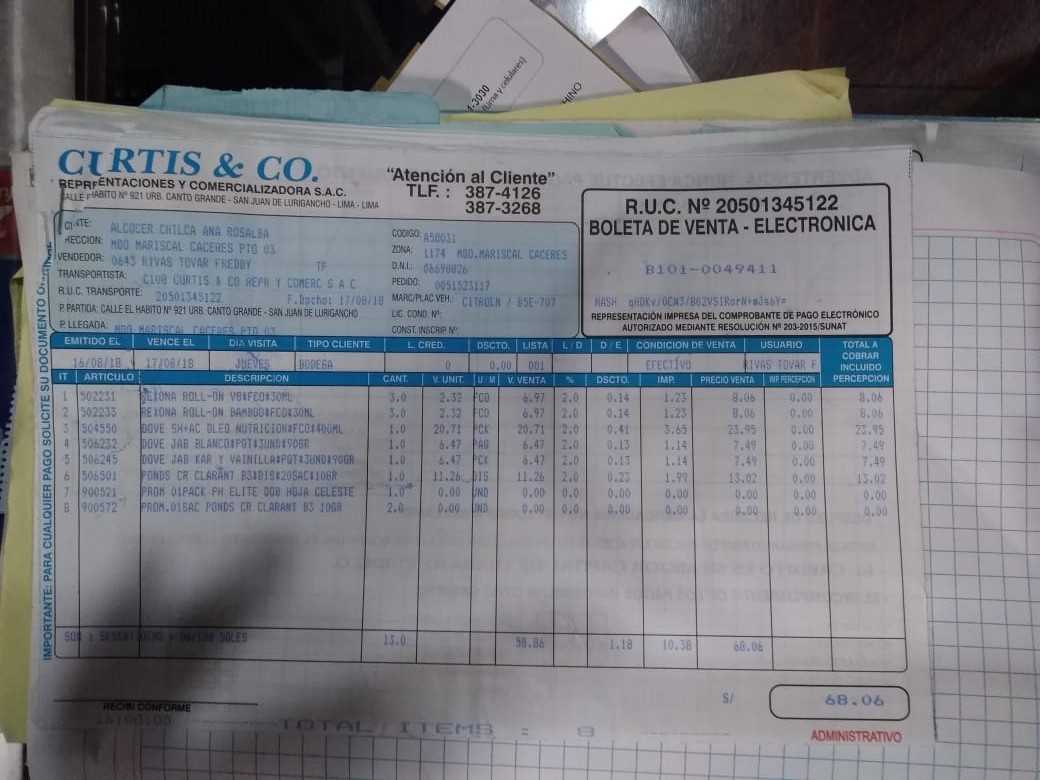 CURTIS & CO.
REPRESENTACIONES Y COMERCIALIZADORA S.A.C.
CALLE HABITO Nº 921 URB. CANTO GRANDE - SAN JUAN DE LURIGANCHO - LIMA - LIMA
"Atención al Cliente"
TLF. : 387-4126
387-3268
R.U.C. Nº 20501345122
BOLETA DE VENTA - ELECTRONICA
B101-0049411
HASH
REPRESENTACIÓN IMPRESA DEL COMPROBANTE DE PAGO ELECTRÓNICO
AUTORIZADO MEDIANTE RESOLUCIÓN Nº 203-2015/SUNAT
ALCOCER CHILCA ANA ROSALBA
RECCION: MDO MARISCAL CACERES PTO 03
VENDEDOR: 0643 RIVAS TOVAR FREDDY TF
TRANSPORTISTA: C108 CURTIS & CO REPR Y COMERC S A C
R.U.C. TRANSPORTE: 20501345122 F.Dpcho: 17/08/18
P. PARTIDA: CALLE EL HABITO Nº 921 URB. CANTO GRANDE - SAN JUAN DE LURIGANCHO
P. LLEGADA: MDO MARISCAL CACERES PTO 03
CODIGO: A58031
ZONA: 1174 MDO.MARISCAL CACERES
D.N.I.: 06698826
PEDIDO: 0051523117
MARC/PLAC.VEH.: CITROEN / B5E-707
LIC. COND. Nº:
CONST. INSCRIP Nº:
EMITIDO EL VENCE EL DIA VISITA TIPO CLIENTE L. CRED. DSCTO. LISTA L / D D / E CONDICION DE VENTA USUARIO TOTAL A COBRAR INCLUIDO PERCEPCION
16/08/18 17/08/18 JUEVES BODEGA 0 0.00 001 EFECTIVO RIVAS TOVAR F
IT ARTICULO DESCRIPCION CANT. V. UNIT. U / M V. VENTA % DSCTO. IMP. PRECIO VENTA IMP. PERCEPCION
1 502231 REXONA ROLL-ON 3.0 2.32 FCO 6.97 2.0 0.14 1.23 8.06 0.00 8.06
2 502233 REXONA ROLL-ON BAMBOO#FCO#30ML 3.0 2.32 FCO 6.97 2.0 0.14 1.23 8.06 0.00 8.06
3 504550 DOVE SH+AC OLEO NUTRICION#FCO#400ML 1.0 20.71 PCK 20.71 2.0 0.41 3.65 23.95 0.00 23.95
4 506232 DOVE JAB BLANCO#PQT#3UND#90GR 1.0 6.47 PAQ 6.47 2.0 0.13 1.14 7.49 0.00 7.49
5 506245 DOVE JAB KAR Y VAINILLA#PQT#3UND#90GR 1.0 6.47 PCK 6.47 2.0 0.13 1.14 7.49 0.00 7.49
6 506501 PONDS CR CLARANT B3#DIS#20SAC#10GR 1.0 11.26 DIS 11.26 2.0 0.23 1.99 13.02 0.00 13.02
7 900521 PROM 01PACK PH ELITE DOB HOJA CELESTE 1.0 0.00 UND 0.00 0.0 0.00 0.00 0.00 0.00 0.00
8 900572 PROM.01SAC PONDS CR CLARANT B3 10GR 2.0 0.00 UND 0.00 0.0 0.00 0.00 0.00 0.00 0.00
SON : SESENTIOCHO y 06/100 SOLES 13.0 58.86 1.18 10.38 68.06
S/ 68.06
RECIBI CONFORME
TOTAL ITEMS : 8
ADMINISTRATIVO
IMPORTANTE: PARA CUALQUIER PAGO SOLICITE SU DOCUMENTO